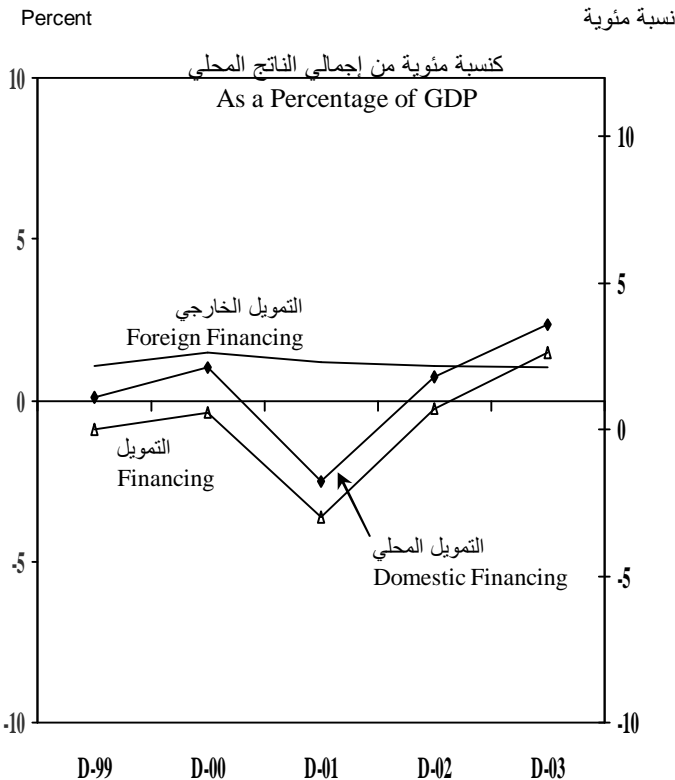 Percent
نسبة مئوية
كنسبة مئوية من إجمالي الناتج المحلي
As a Percentage of GDP
10
10
5
5
التمويل الخارجي
Foreign Financing
0
0
التمويل
Financing
التمويل المحلي
Domestic Financing
-5
-5
-10
-10
D-99 D-00 D-01 D-02 D-03